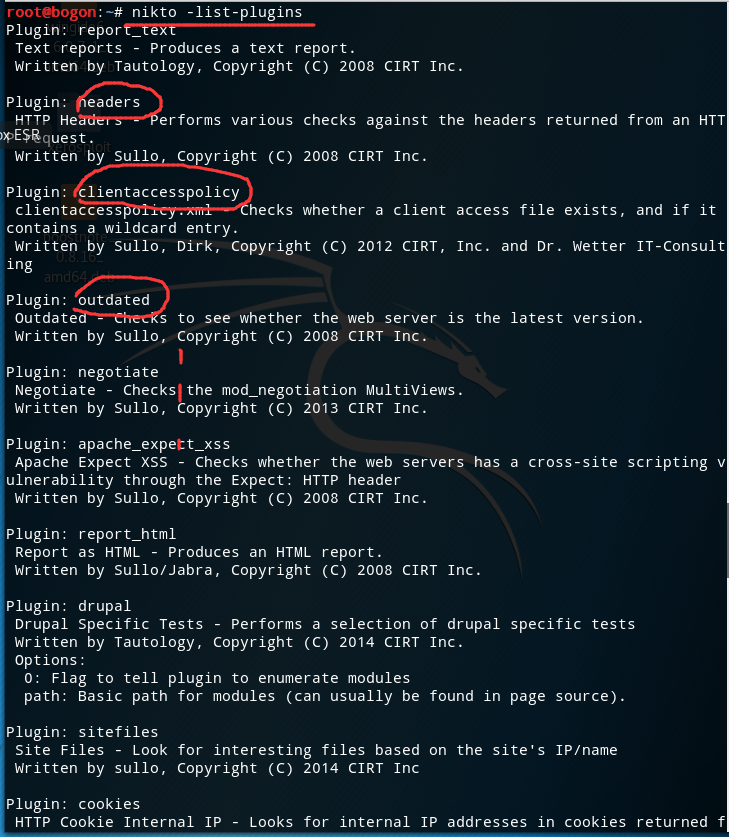 root@bogon:~# nikto -list-plugins
Plugin: report_text
Text reports - Produces a text report.
Written by Tautology, Copyright (C) 2008 CIRT Inc.
Plugin: headers
HTTP Headers - Performs various checks against the headers returned from an HTT
request.
Written by Sullo, Copyright (C) 2008 CIRT Inc.
Plugin: clientaccesspolicy
clientaccesspolicy.xml - Checks whether a client access file exists, and if it
contains a wildcard entry.
Written by Sullo, Dirk, Copyright (C) 2012 CIRT, Inc. and Dr. Wetter IT-Consult
ing
0.8.16
amd64.deb
Plugin: outdated
Outdated - Checks to see whether the web server is the latest version.
Written by Sullo, Copyright (C) 2008 CIRT Inc.
Plugin: negotiate
Negotiate - Checks the mod_negotiation MultiViews.
Written by Sullo, Copyright (C) 2013 CIRT Inc.
Plugin: apache_expect_xss
Apache Expect XSS - Checks whether the web servers has a cross-site scripting v
ulnerability through the Expect: HTTP header
Written by Sullo, Copyright (C) 2008 CIRT Inc.
Plugin: report_html
Report as HTML - Produces an HTML report.
Written by Sullo/Jabra, Copyright (C) 2008 CIRT Inc.
Plugin: drupal
Drupal Specific Tests - Performs a selection of drupal specific tests
Written by Tautology, Copyright (C) 2014 CIRT Inc.
Options:
0: Flag to tell plugin to enumerate modules
path: Basic path for modules (can usually be found in page source).
Plugin: sitefiles
Site Files - Look for interesting files based on the site's IP/name
Written by sullo, Copyright (C) 2014 CIRT Inc
Plugin: cookies
HTTP Cookie Internal IP - Looks for internal IP addresses in cookies returned f